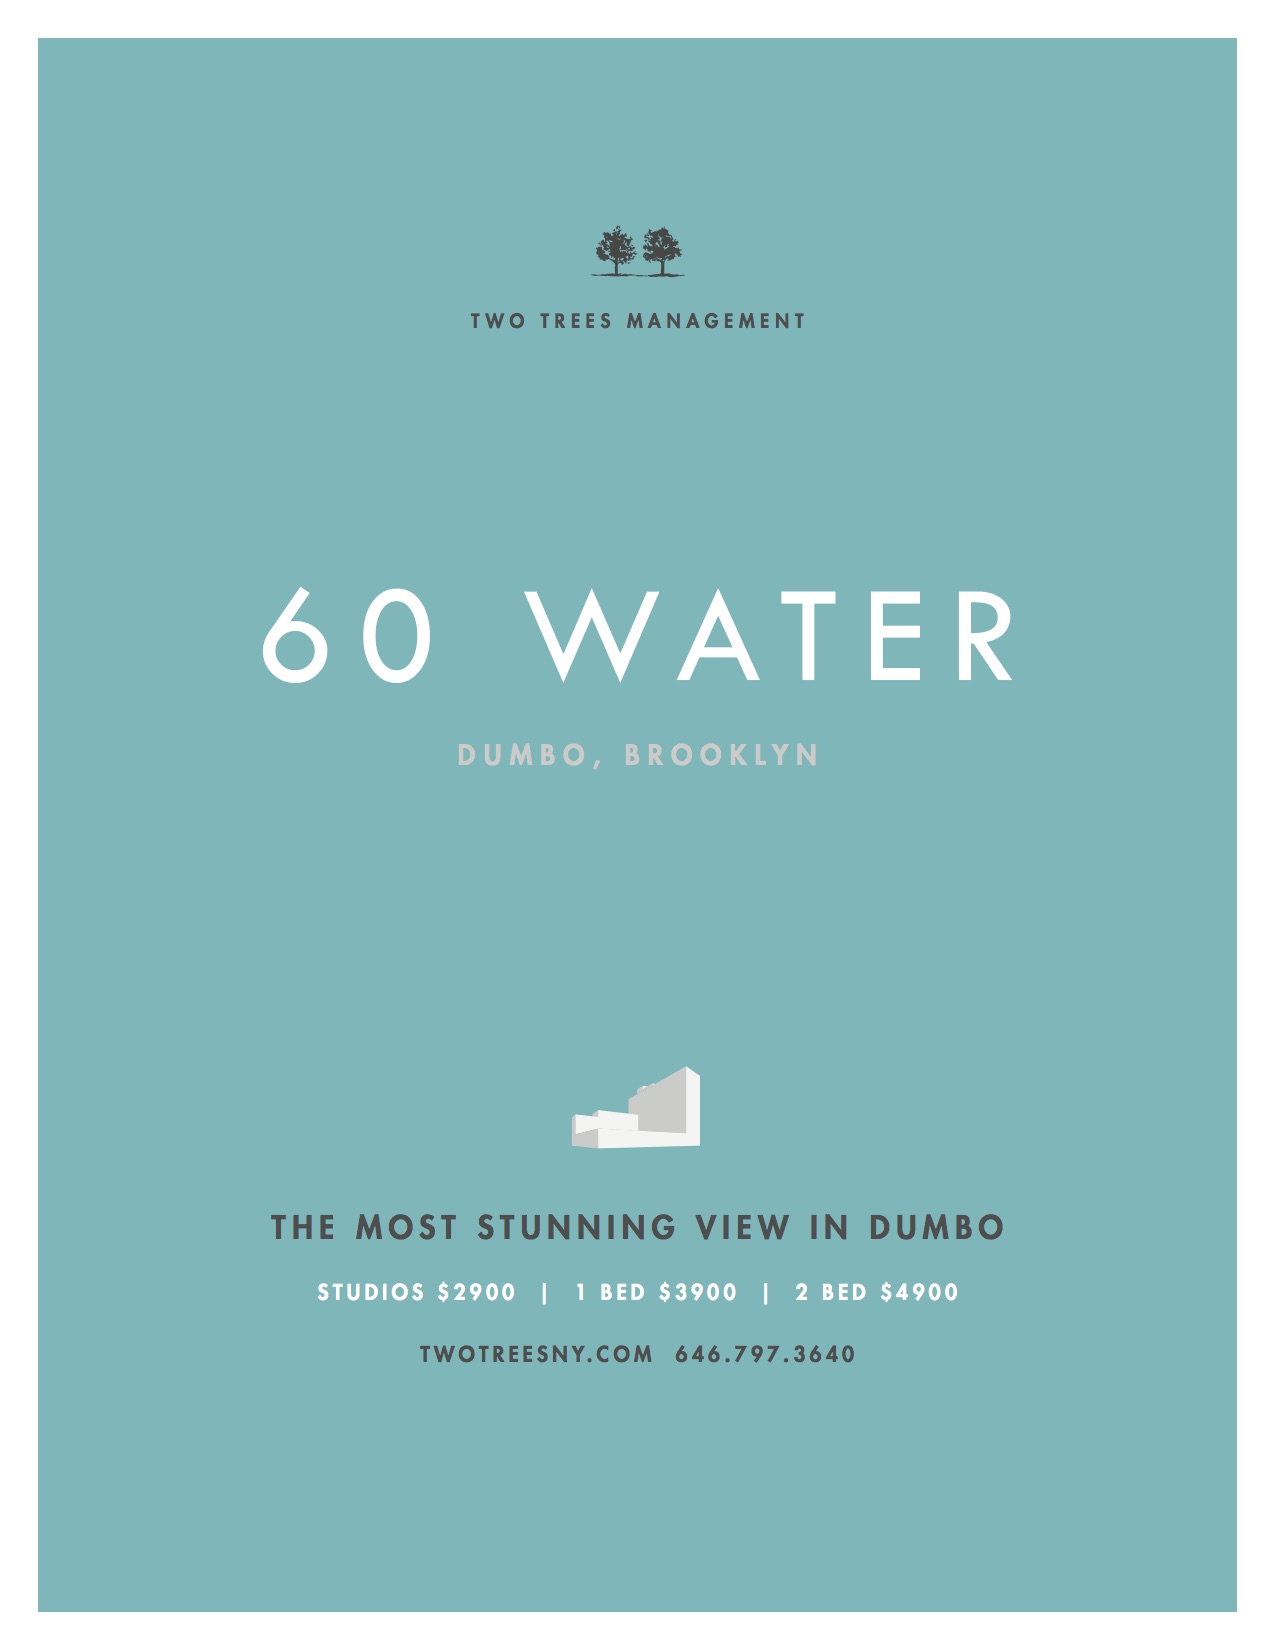 TWO TREES MANAGEMENT
60 WATER
DUMBO, BROOKLYN
THE MOST STUNNING VIEW IN DUMBO
STUDIOS $2900 | 1 BED $3900 | 2 BED $4900
TWOTREESNY.COM 646.797.3640